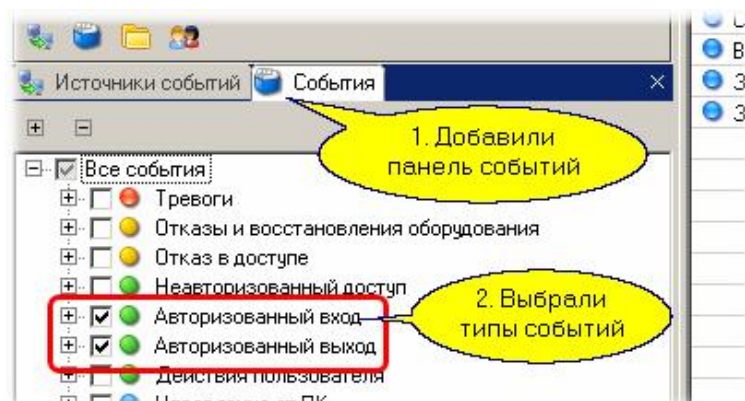 Источники событий
События
1. Добавили
панель событий
Все события
Тревоги
Отказы и восстановления оборудования
Отказ в доступе
Неавторизованный доступ
2. Выбрали
типы событий
Авторизованный вход
Авторизованный выход
Действия пользователя